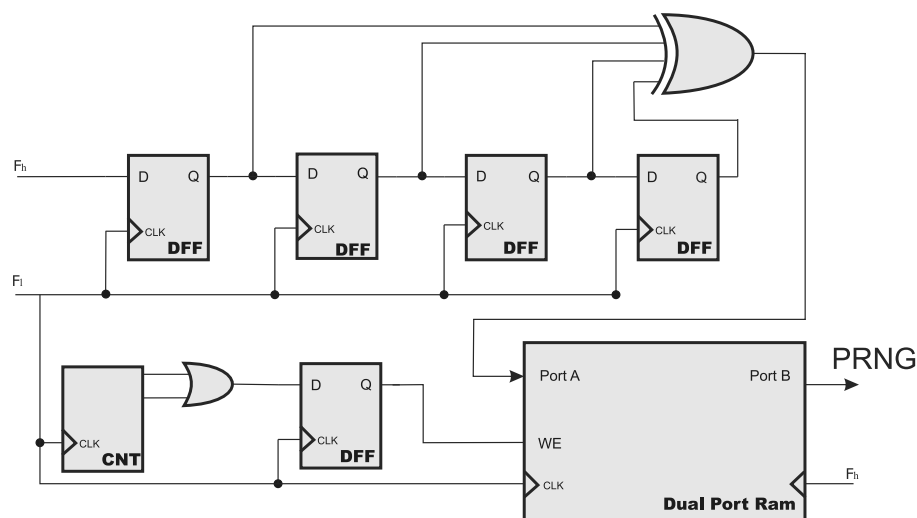 Fh
D Q
CLK
DFF
D Q
CLK
DFF
D Q
CLK
DFF
D Q
CLK
DFF
Fl
CLK
CNT
D Q
CLK
DFF
Port A
Port B
PRNG
WE
CLK
Fh
Dual Port Ram